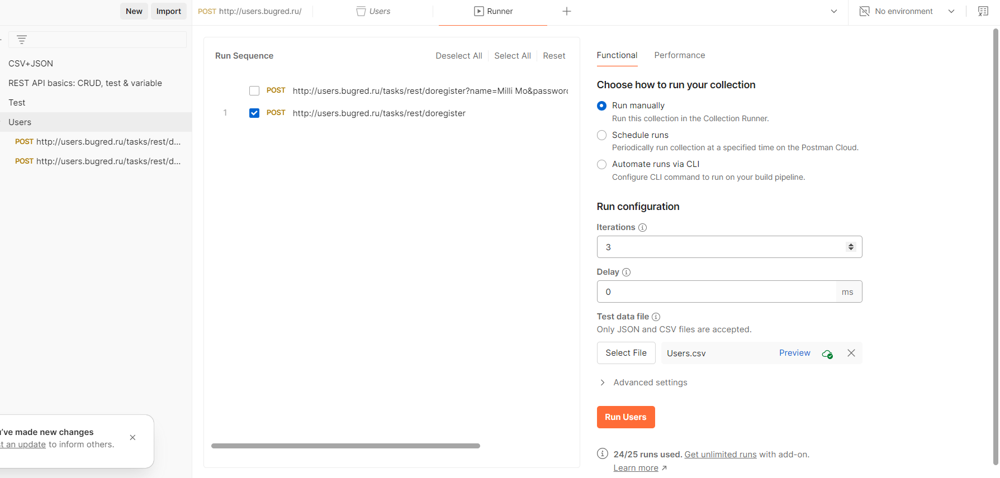 New Import POST http://users.bugred.ru/ Users Runner No environment
CSV+JSON
REST API basics: CRUD, test & variable
Test
Users
POST http://users.bugred.ru/tasks/rest/d...
POST http://users.bugred.ru/tasks/rest/d...
've made new changes
an update to inform others.
Run Sequence Deselect All Select All Reset
POST http://users.bugred.ru/tasks/rest/doregister?name=Milli Mo&passwor
1 POST http://users.bugred.ru/tasks/rest/doregister
Functional Performance
Choose how to run your collection
Run manually
Run this collection in the Collection Runner.
Schedule runs
Periodically run collection at a specified time on the Postman Cloud.
Automate runs via CLI
Configure CLI command to run on your build pipeline.
Run configuration
Iterations
3
Delay
0 ms
Test data file
Only JSON and CSV files are accepted.
Select File Users.csv Preview
Advanced settings
Run Users
24/25 runs used. Get unlimited runs with add-on.
Learn more ↗